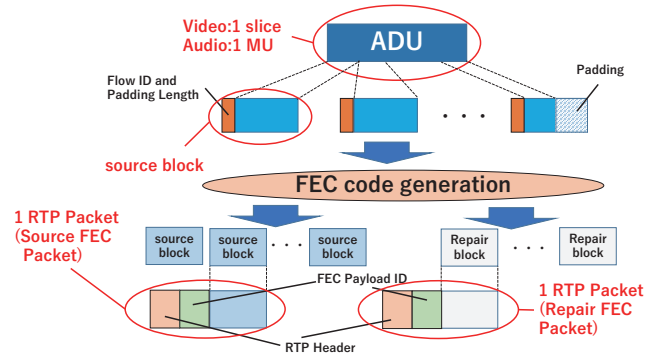 Video:1 slice
Audio:1 MU
ADU
Flow ID and
Padding Length
Padding
source block
FEC code generation
1 RTP Packet
(Source FEC
Packet)
source
block
source
block
source
block
Repair
block
Repair
block
FEC Payload ID
1 RTP Packet
(Repair FEC
Packet)
RTP Header